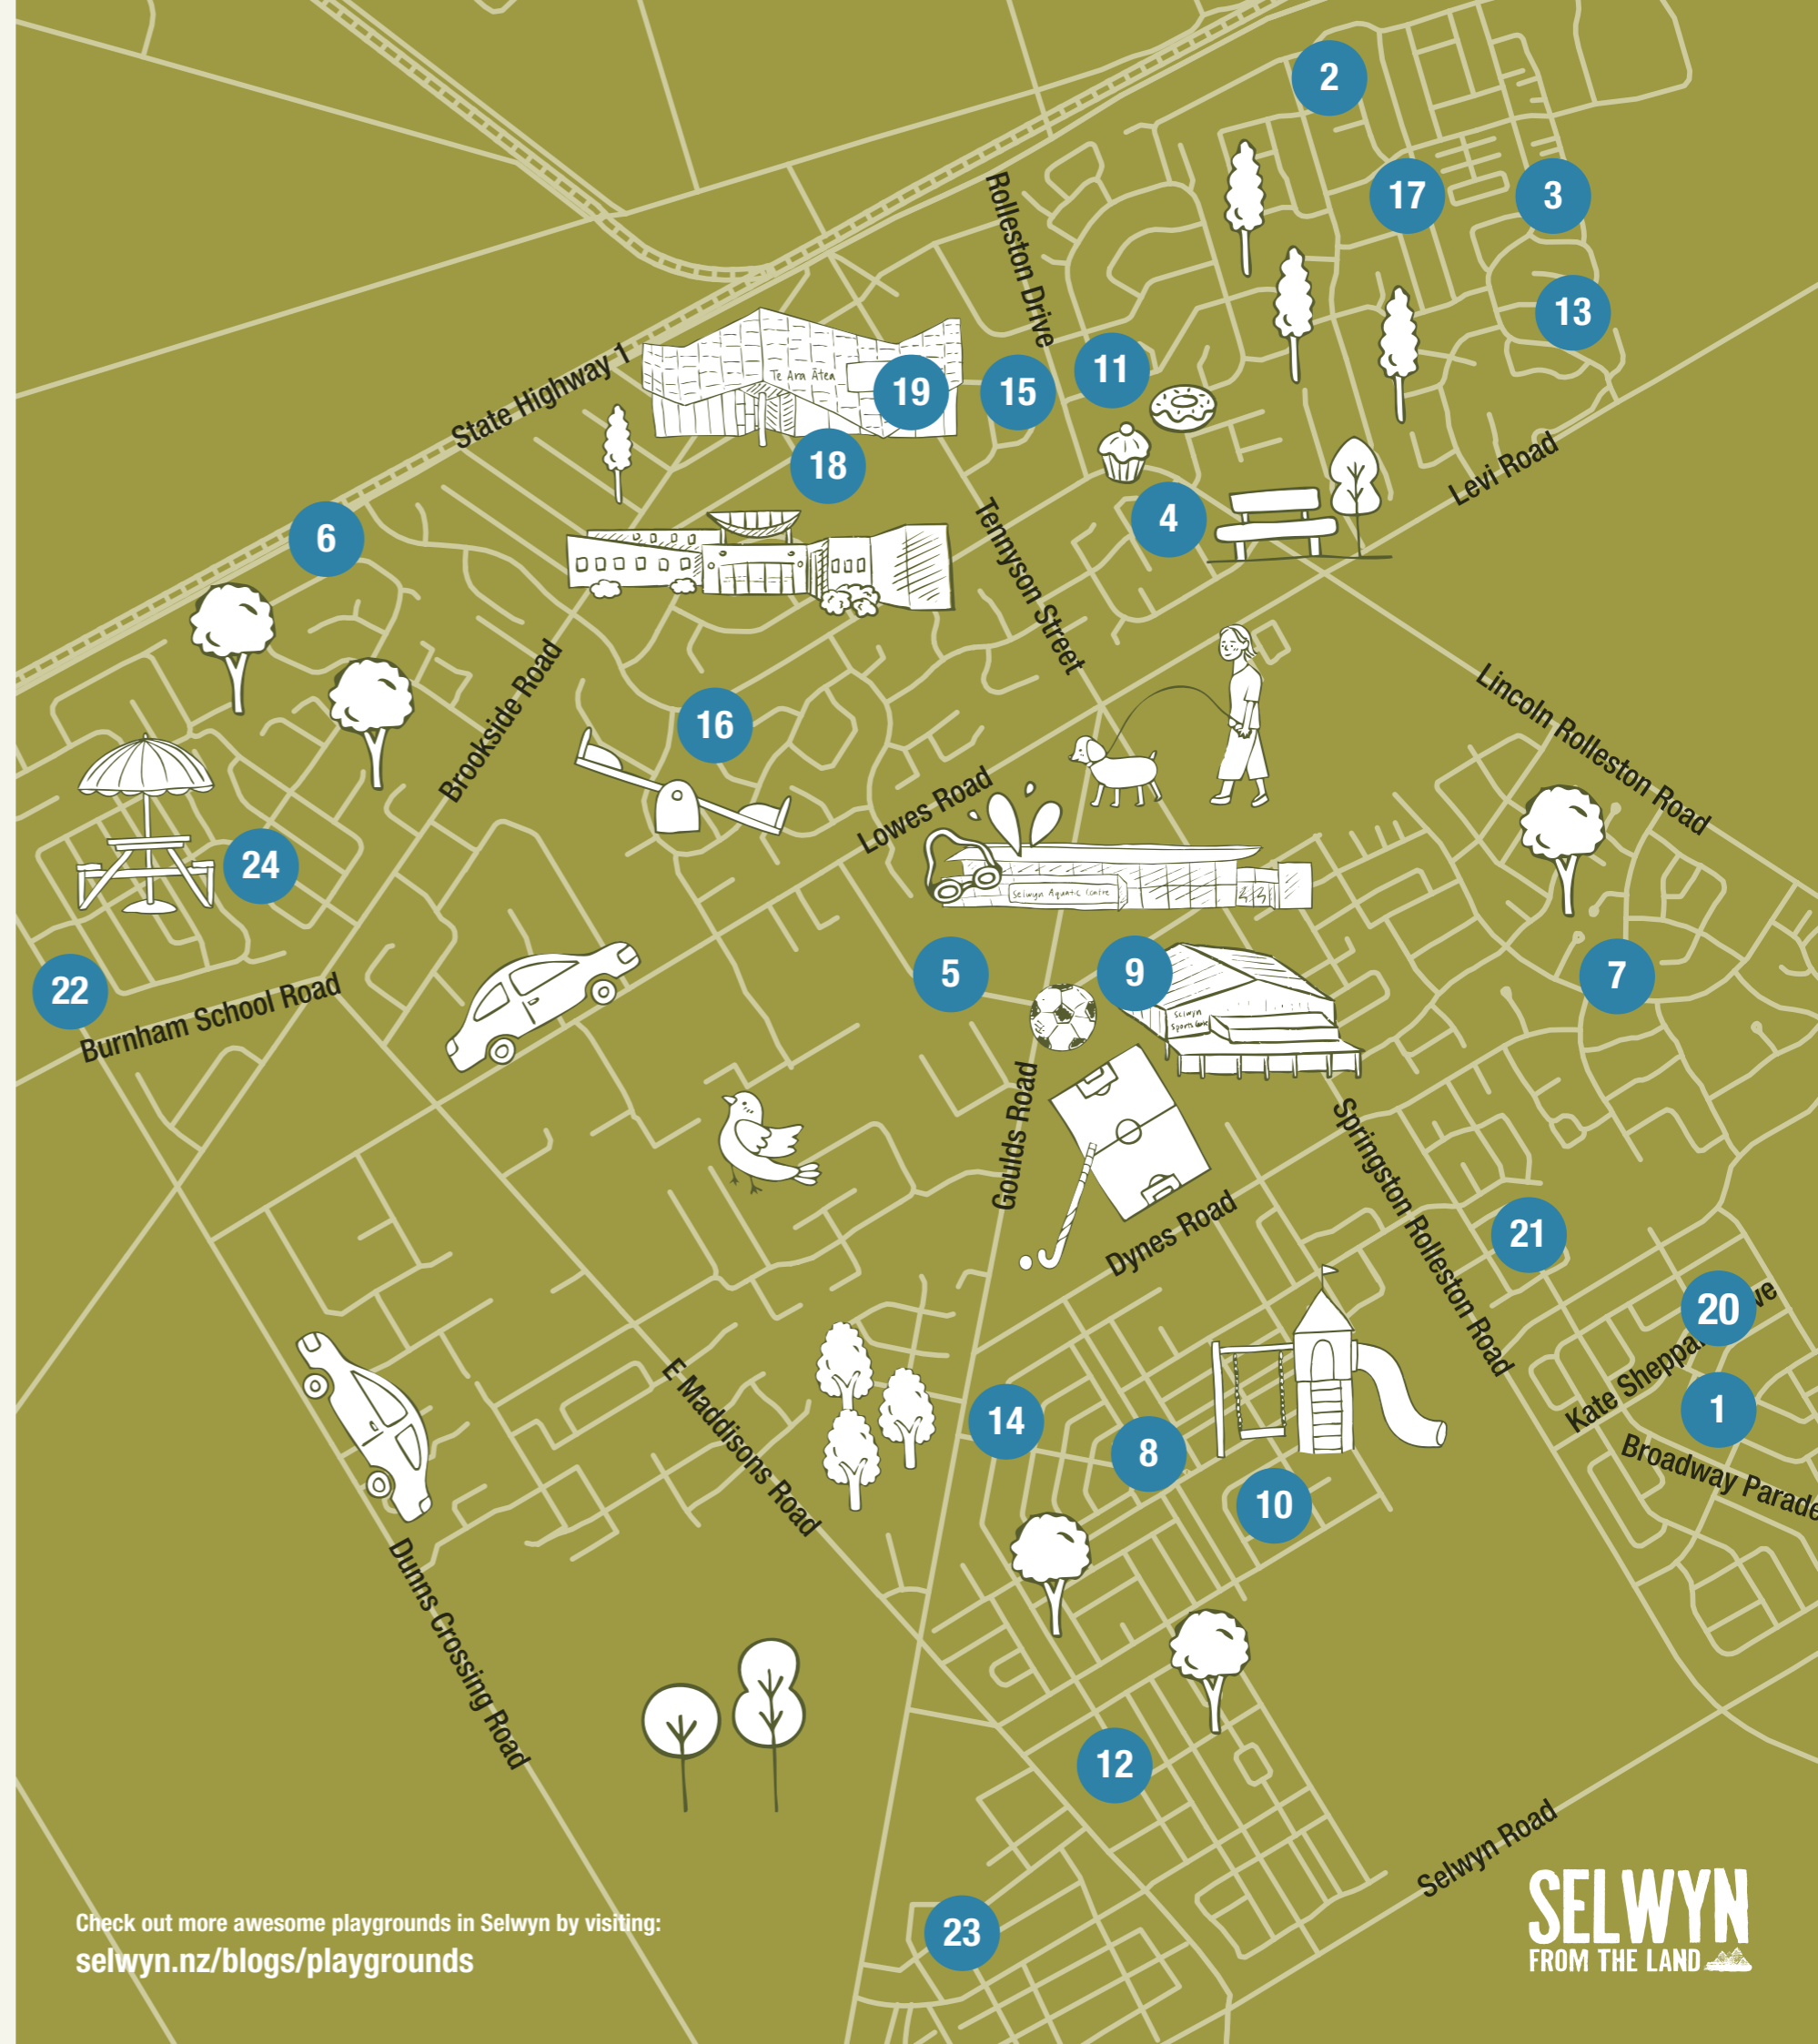 2
17
3
Rolleston Drive
13
State Highway 1
Te Ara Ātea
19
15
11
18
Levi Road
4
Tennyson Street
6
Brookside Road
16
Lincoln Rolleston Road
Lowes Road
24
Selwyn Aquatic Centre
22
Burnham School Road
5
9
7
Selwyn
Sports Centre
Goulds Road
Springston Rolleston Road
Dynes Road
21
20
Kate Sheppa
ve
1
Broadway Parade
E Maddisons Road
14
8
10
Dunns Crossing Road
12
Selwyn Road
23
Check out more awesome playgrounds in Selwyn by visiting:
selwyn.nz/blogs/playgrounds
SELWYN
FROM THE LAND